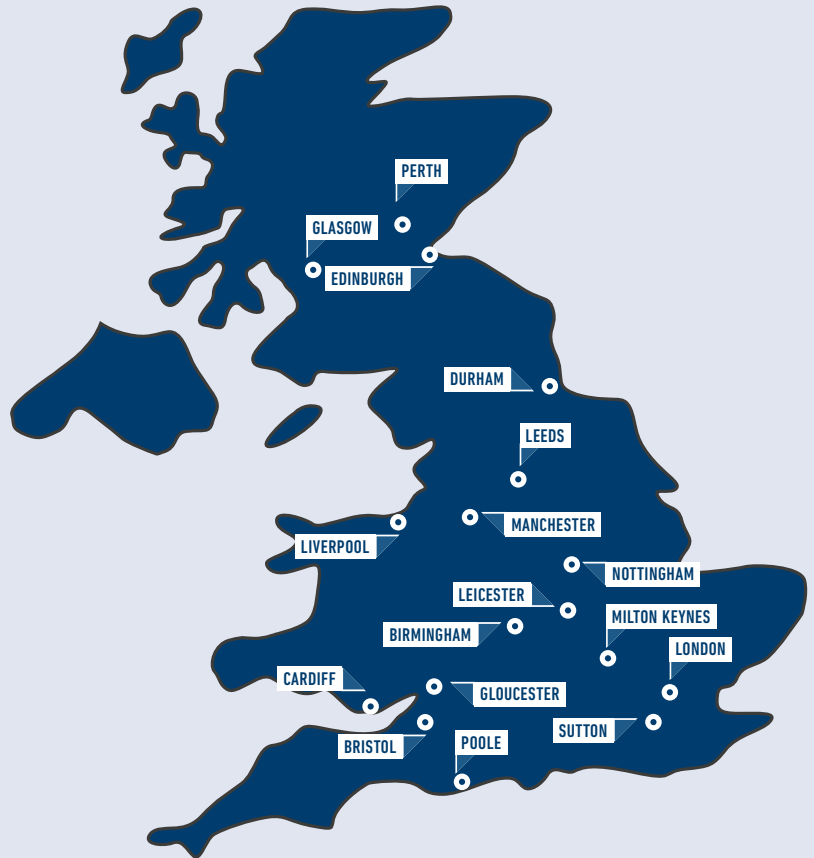 PERTH
GLASGOW
EDINBURGH
DURHAM
LEEDS
MANCHESTER
LIVERPOOL
NOTTINGHAM
LEICESTER
MILTON KEYNES
BIRMINGHAM
LONDON
CARDIFF
GLOUCESTER
SUTTON
BRISTOL
POOLE